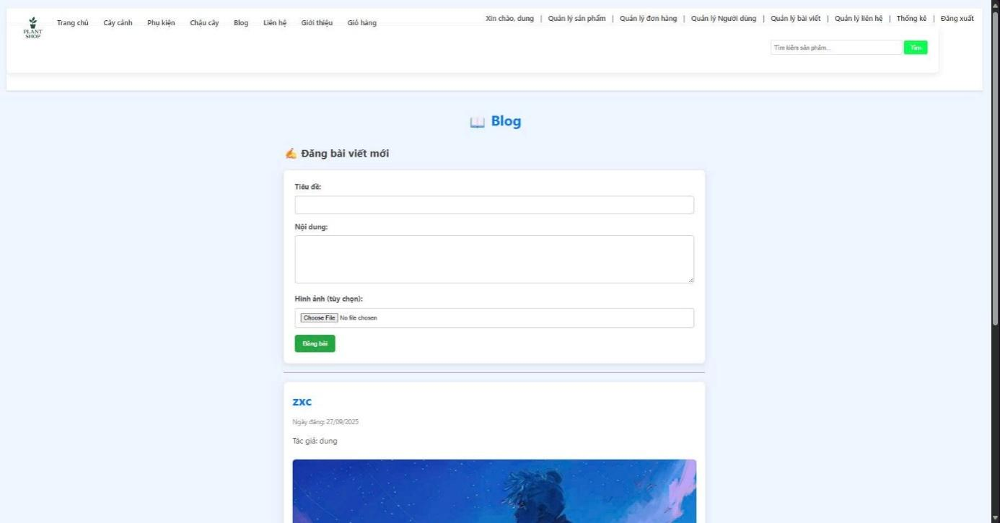 PLANT
SHOP
Trang chủ Cây cảnh Phụ kiện Chậu cây Blog Liên hệ Giới thiệu Giỏ hàng
Xin chào, dung | Quản lý sản phẩm | Quản lý đơn hàng | Quản lý Người dùng | Quản lý bài viết | Quản lý liên hệ | Thống kê | Đăng xuất
Tìm kiếm sản phẩm... Tìm
📖 Blog
✍️ Đăng bài viết mới
Tiêu đề:
Nội dung:
Hình ảnh (tùy chọn):
Choose File No file chosen
Đăng bài
zxc
Ngày đăng: 27/09/2025
Tác giả: dung